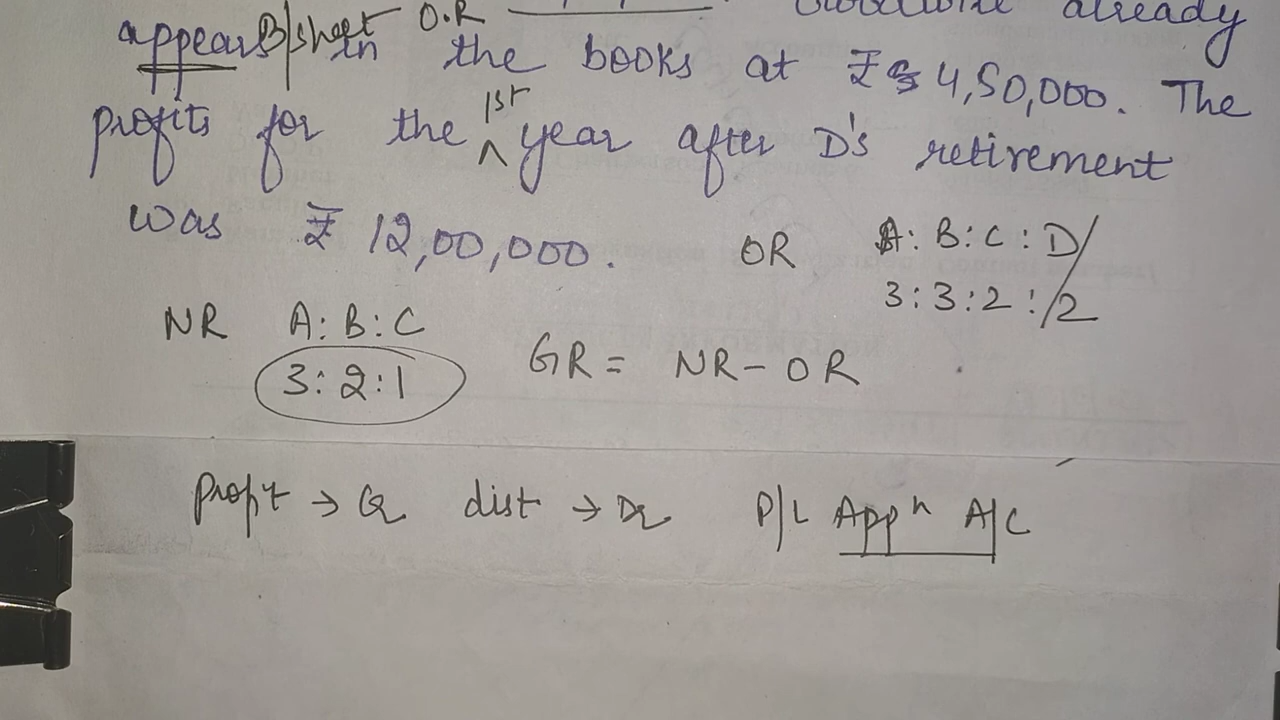 already
appears B/sheet in O.R the books at ₹ 4,50,000. The
profits for the 1st year after D's retirement
was ₹ 12,00,000.
OR A: B: C: D/
3: 3: 2: /2
NR A: B: C
3: 2: 1
GR = NR - OR
Profit → Cr dist → Dr P/L Appn A/C